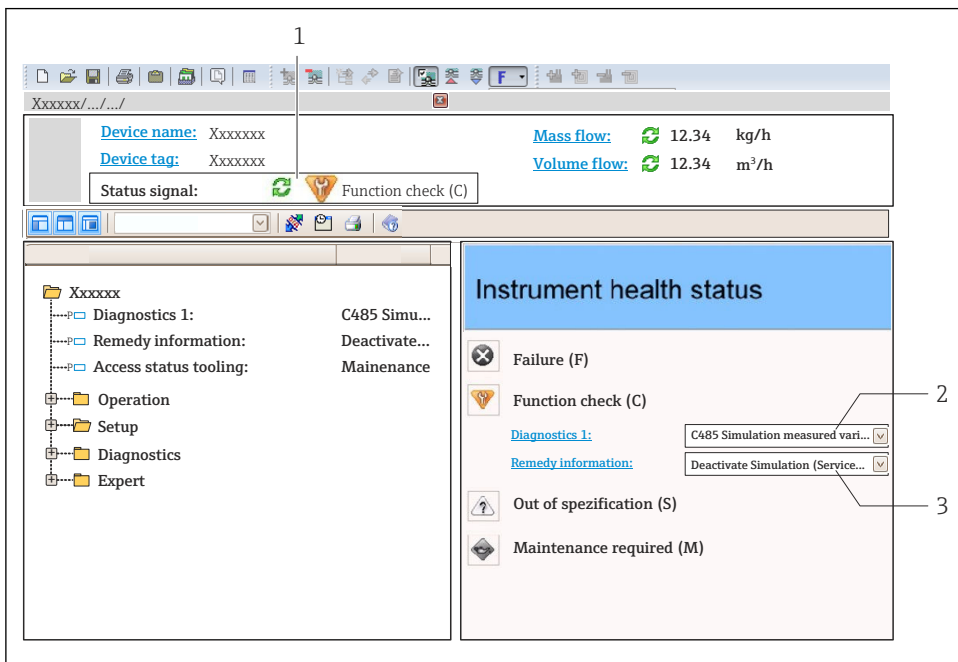 1
F
Xxxxxx/.../.../
Device name: Xxxxxxx
Mass flow: 12.34 kg/h
Device tag: Xxxxxxx
Volume flow: 12.34 m³/h
Status signal: Function check (C)
Xxxxxx
Diagnostics 1: C485 Simu...
Remedy information: Deactivate...
Access status tooling: Mainenance
Operation
Setup
Diagnostics
Expert
Instrument health status
Failure (F)
Function check (C)
Diagnostics 1: C485 Simulation measured vari...
2
Remedy information: Deactivate Simulation (Service...
3
Out of spezification (S)
Maintenance required (M)